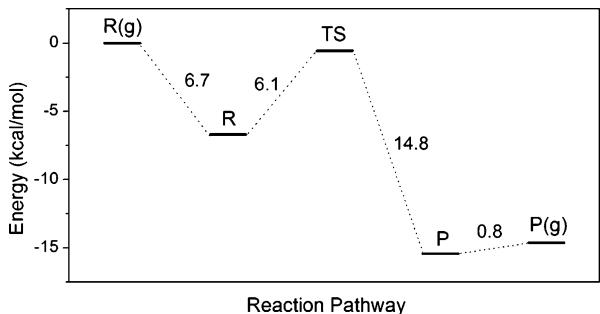 R(g)
TS
0
6.7
6.1
-5
R
14.8
-10
P
0.8
P(g)
-15
Energy (kcal/mol)
Reaction Pathway